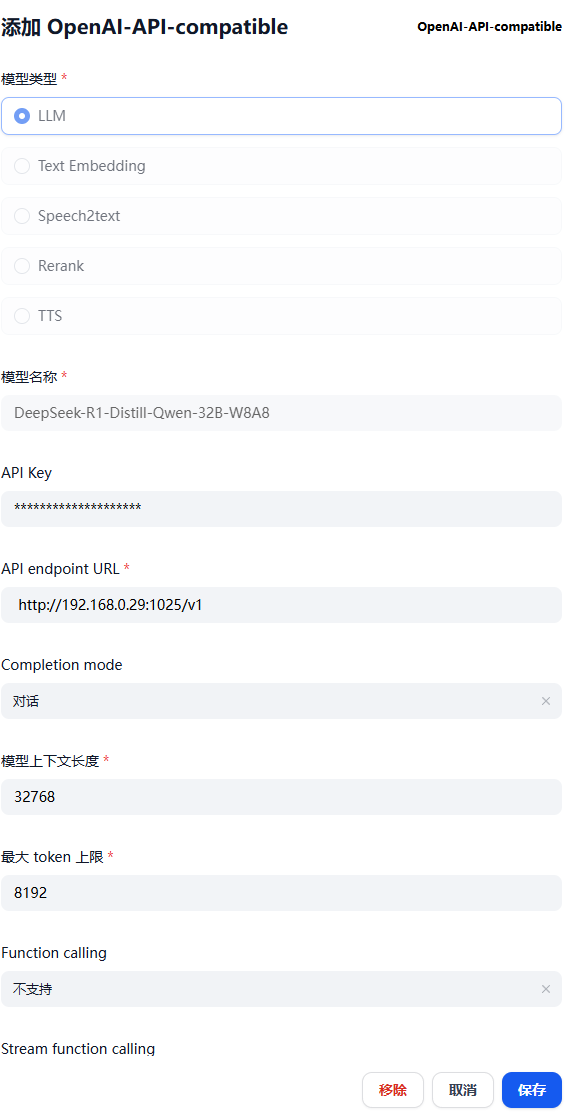 添加 OpenAI-API-compatible
OpenAI-API-compatible
模型类型 *
LLM
Text Embedding
Speech2text
Rerank
TTS
模型名称 *
DeepSeek-R1-Distill-Qwen-32B-W8A8
API Key
********************
API endpoint URL *
http://192.168.0.29:1025/v1
Completion mode
对话
模型上下文长度 *
32768
最大 token 上限 *
8192
Function calling
不支持
Stream function calling
移除 取消 保存